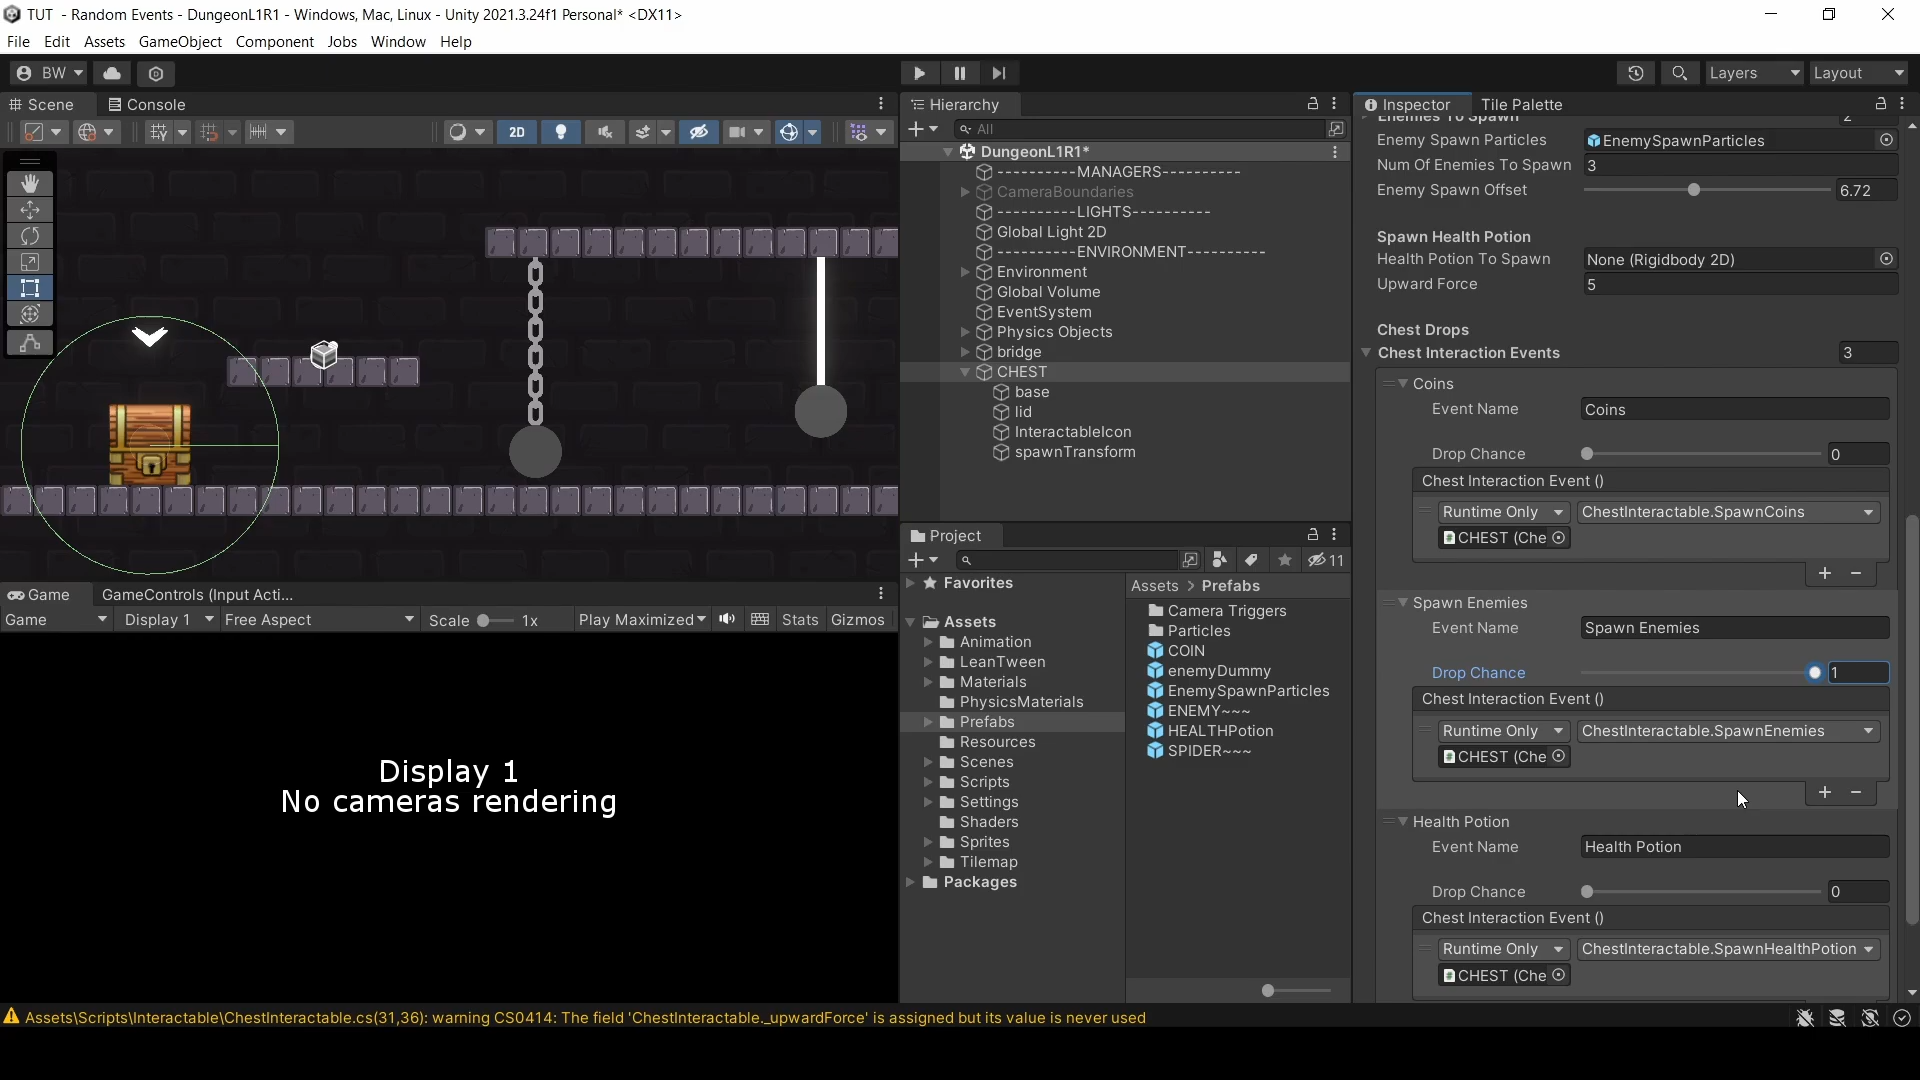 TUT - Random Events - DungeonL1R1 - Windows, Mac, Linux - Unity 2021.3.24f1 Personal* <DX11>
File Edit Assets GameObject Component Jobs Window Help
BW Layers Layout
Scene Console
2D
Hierarchy
All
DungeonL1R1*
----------MANAGERS----------
CameraBoundaries
----------LIGHTS----------
Global Light 2D
----------ENVIRONMENT----------
Environment
Global Volume
EventSystem
Physics Objects
bridge
CHEST
base
lid
InteractableIcon
spawnTransform
Inspector Tile Palette
Enemies To Spawn 2
Enemy Spawn Particles EnemySpawnParticles
Num Of Enemies To Spawn 3
Enemy Spawn Offset 6.72
Spawn Health Potion
Health Potion To Spawn None (Rigidbody 2D)
Upward Force 5
Chest Drops
Chest Interaction Events 3
Coins
Event Name Coins
Drop Chance 0
Chest Interaction Event ()
Runtime Only ChestInteractable.SpawnCoins
CHEST (Che
Spawn Enemies
Event Name Spawn Enemies
Drop Chance 1
Chest Interaction Event ()
Runtime Only ChestInteractable.SpawnEnemies
CHEST (Che
Health Potion
Event Name Health Potion
Drop Chance 0
Chest Interaction Event ()
Runtime Only ChestInteractable.SpawnHealthPotion
CHEST (Che
Game GameControls (Input Acti...
Game Display 1 Free Aspect Scale 1x Play Maximized Stats Gizmos
Display 1
No cameras rendering
Project
11
Favorites
Assets
Animation
LeanTween
Materials
PhysicsMaterials
Prefabs
Resources
Scenes
Scripts
Settings
Shaders
Sprites
Tilemap
Packages
Assets > Prefabs
Camera Triggers
Particles
COIN
enemyDummy
EnemySpawnParticles
ENEMY~~~
HEALTHPotion
SPIDER~~~
Assets\Scripts\Interactable\ChestInteractable.cs(31,36): warning CS0414: The field 'ChestInteractable._upwardForce' is assigned but its value is never used